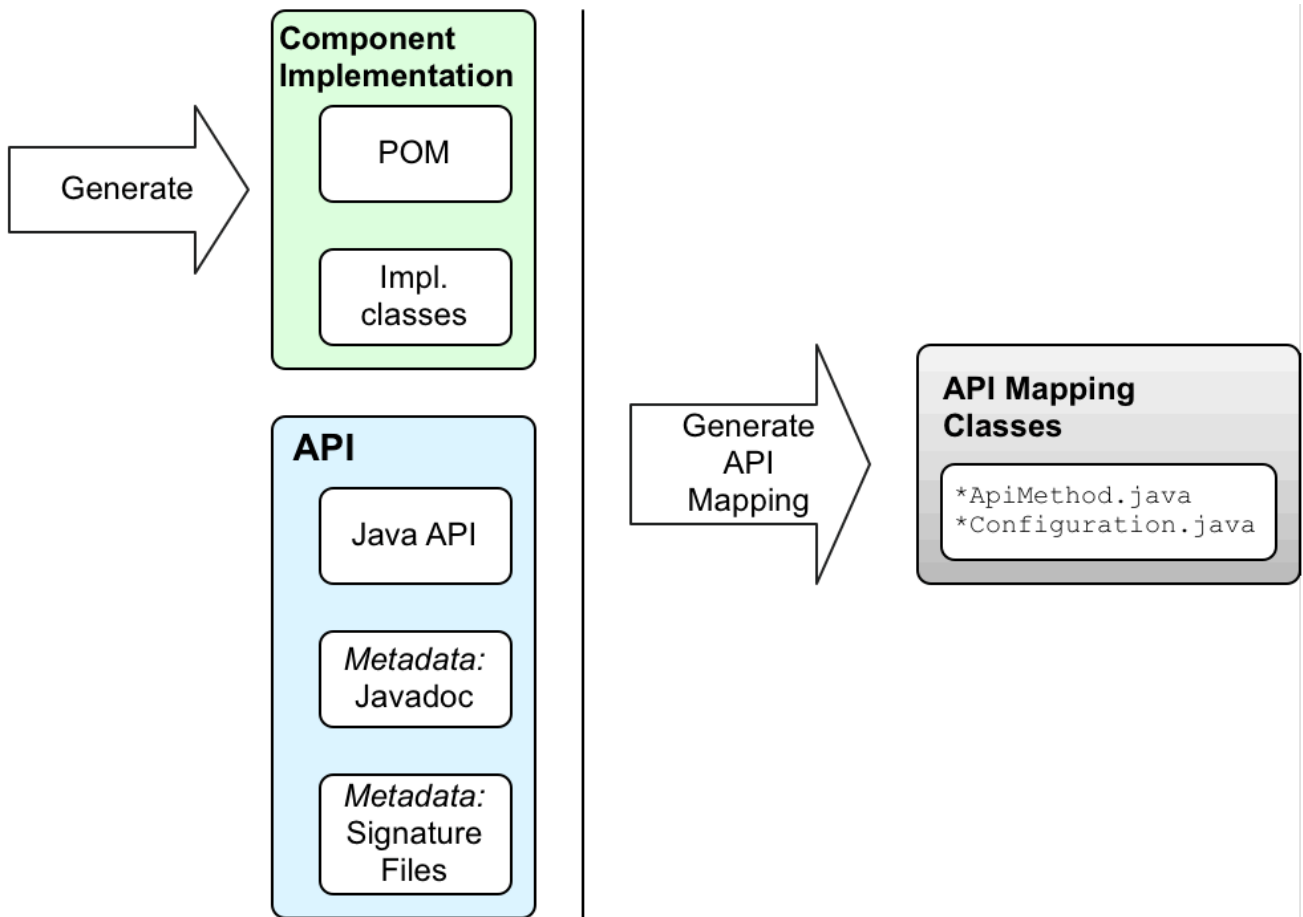 Generate
Component
Implementation
POM
Impl.
classes
API
Java API
Metadata:
Javadoc
Metadata:
Signature
Files
Generate
API
Mapping
API Mapping
Classes
*ApiMethod.java
*Configuration.java